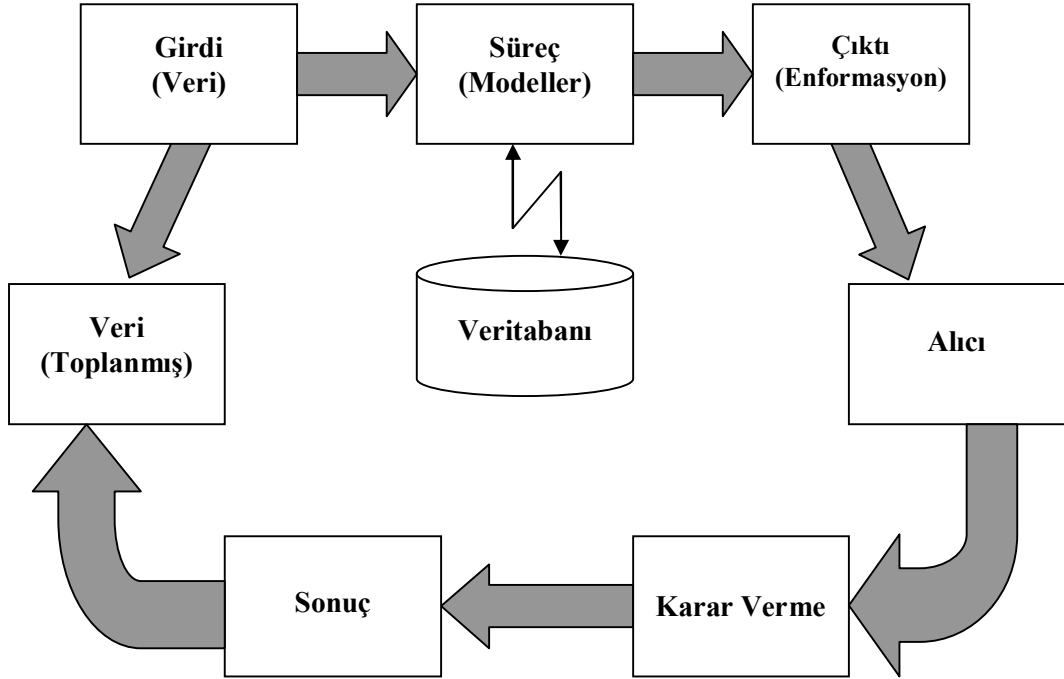 Girdi
(Veri)
Süreç
(Modeller)
Çıktı
(Enformasyon)
Veri
(Toplanmış)
Veritabanı
Alıcı
Sonuç
Karar Verme